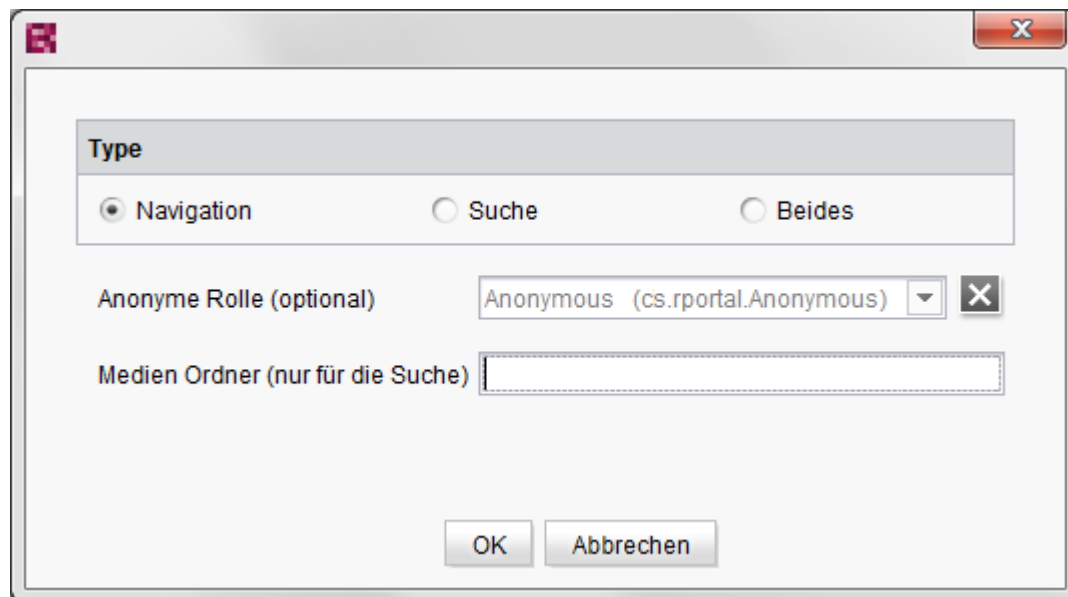 Type
Navigation Suche Beides
Anonyme Rolle (optional) Anonymous (cs.rportal.Anonymous)
Medien Ordner (nur für die Suche)
OK Abbrechen